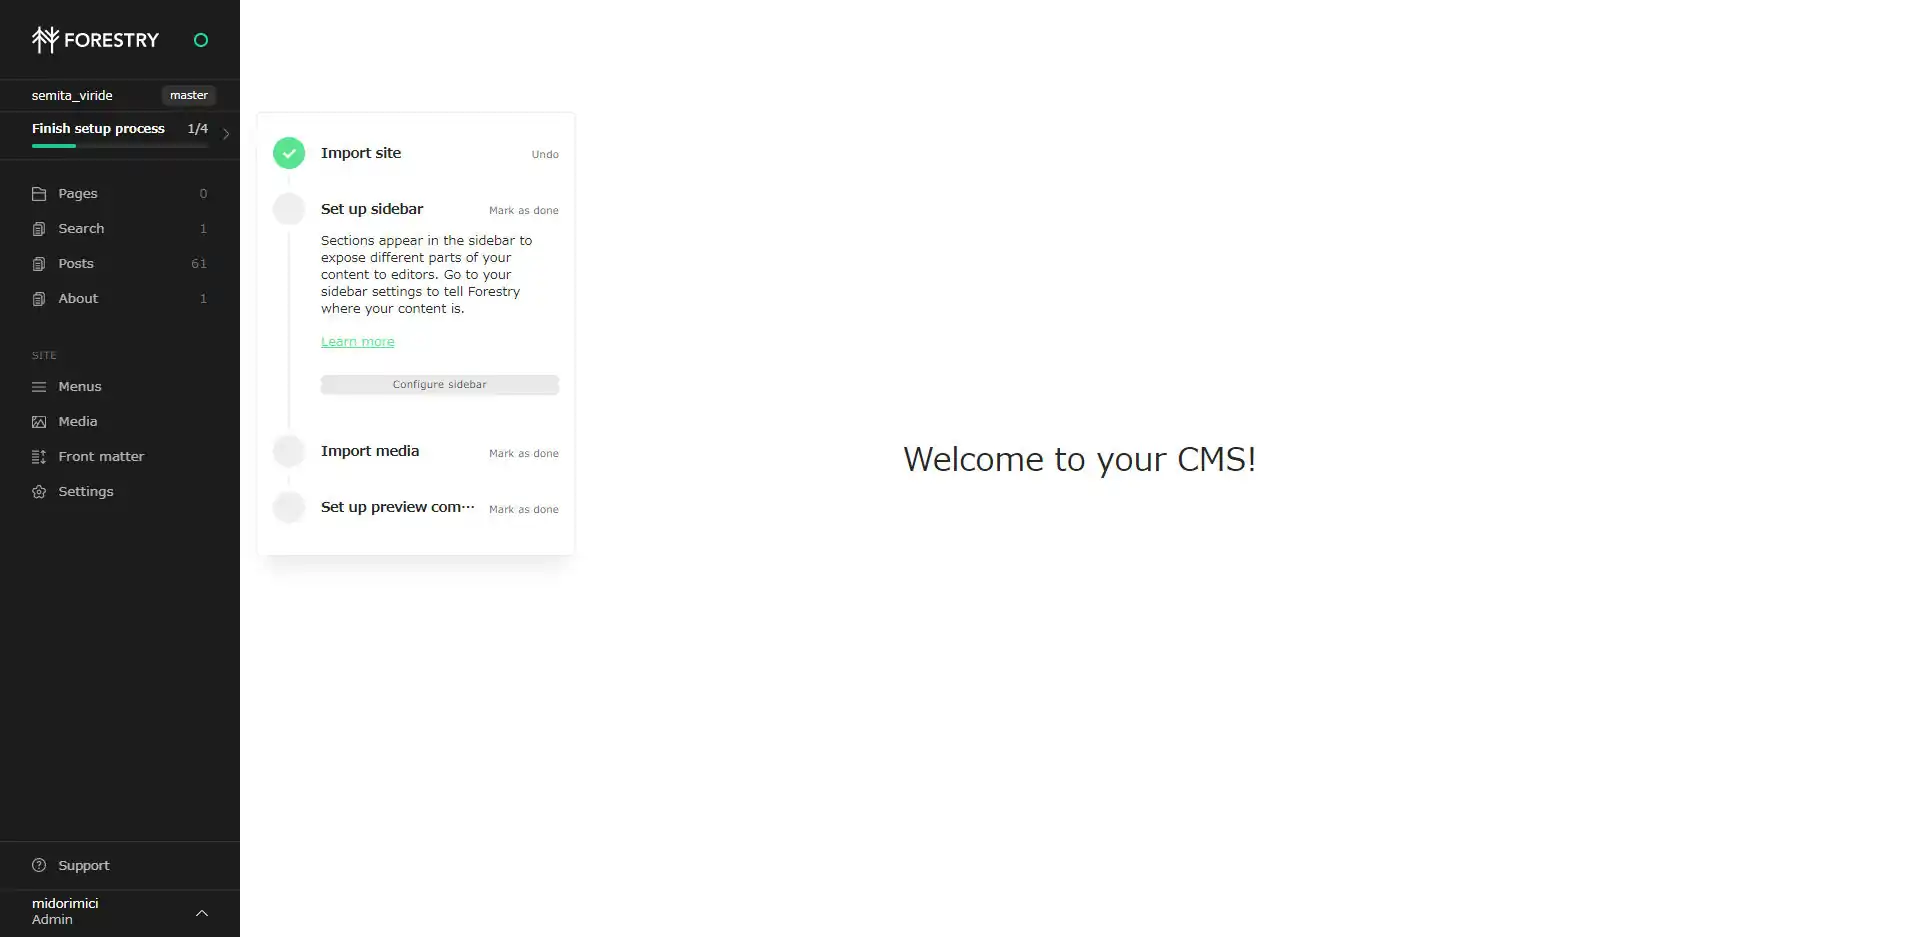 FORESTRY
semita_viride master
Finish setup process 1/4
Pages 0
Search 1
Posts 61
About 1
SITE
Menus
Media
Front matter
Settings
Support
midorimici
Admin
Import site Undo
Set up sidebar Mark as done
Sections appear in the sidebar to
expose different parts of your
content to editors. Go to your
sidebar settings to tell Forestry
where your content is.
Learn more
Configure sidebar
Import media Mark as done
Set up preview com… Mark as done
Welcome to your CMS!